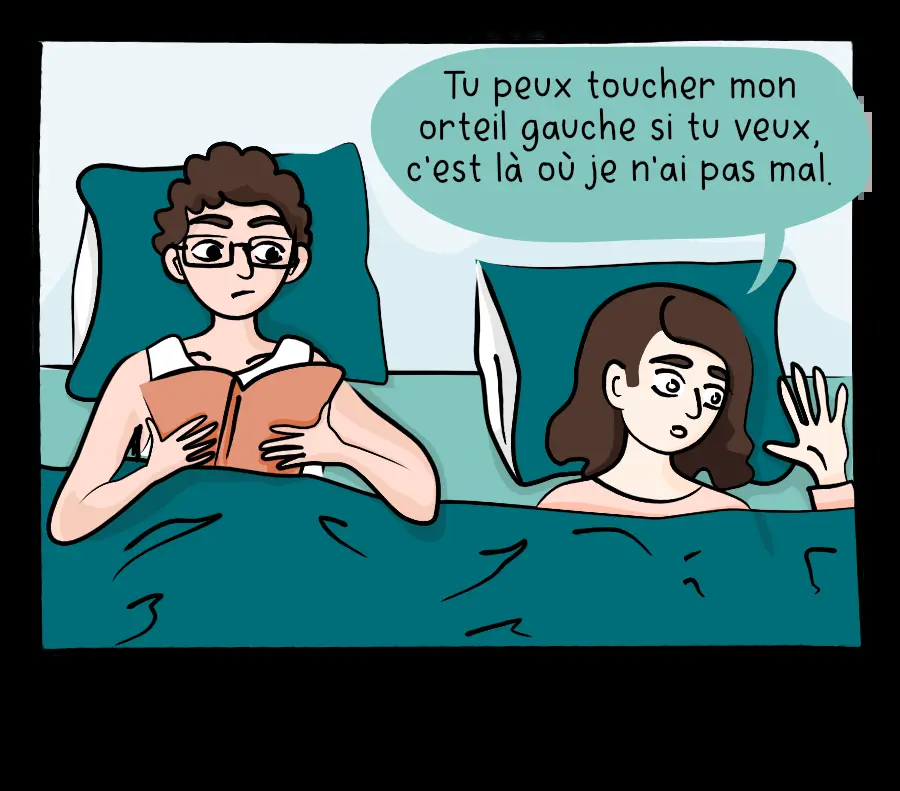 Tu peux toucher mon
orteil gauche si tu veux,
c'est là où je n'ai pas mal.